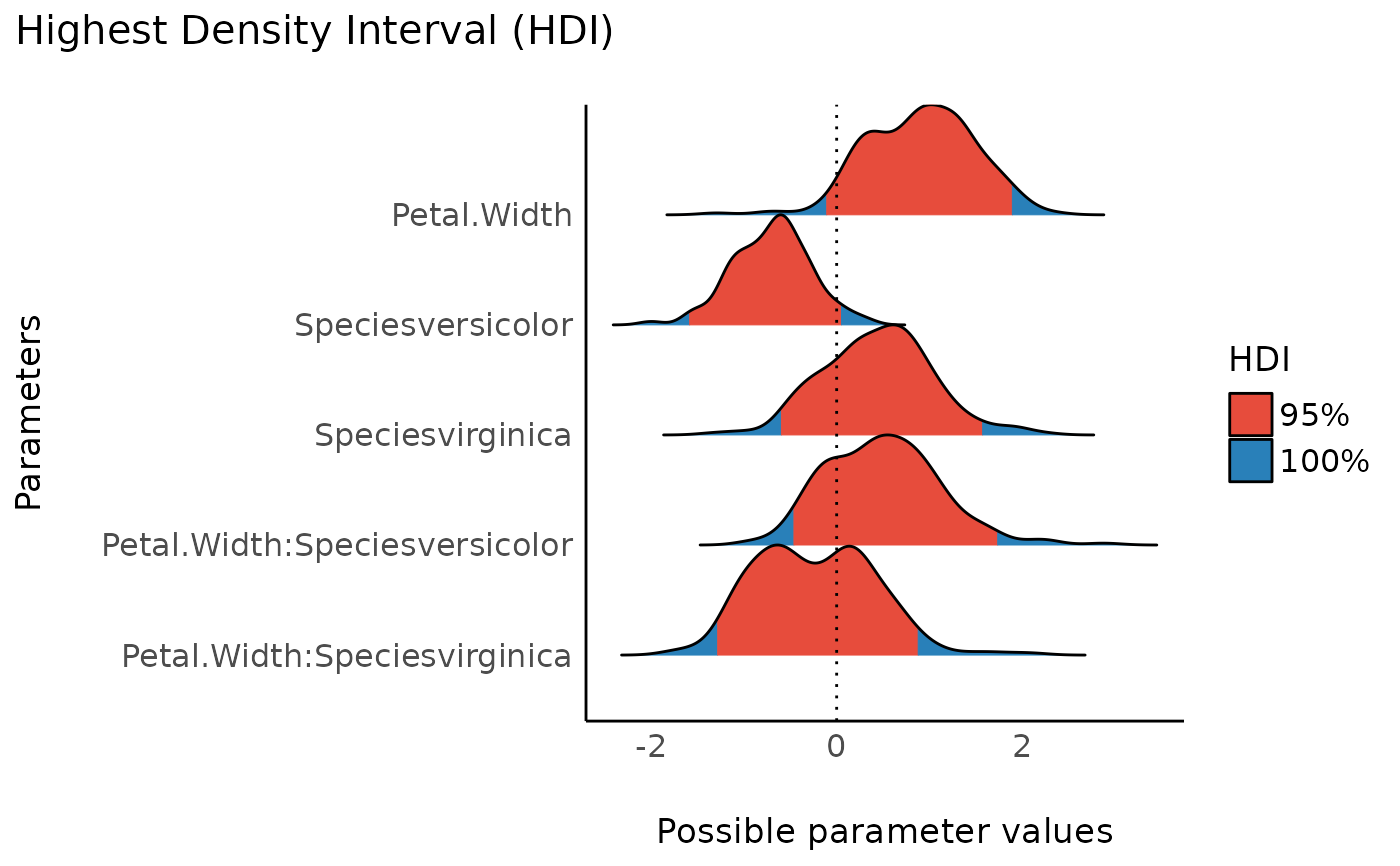 Highest Density Interval (HDI)
Petal.Width
Speciesversicolor
Speciesvirginica
Petal.Width:Speciesversicolor
Petal.Width:Speciesvirginica
Parameters
-2
0
2
Possible parameter values
HDI
95%
100%